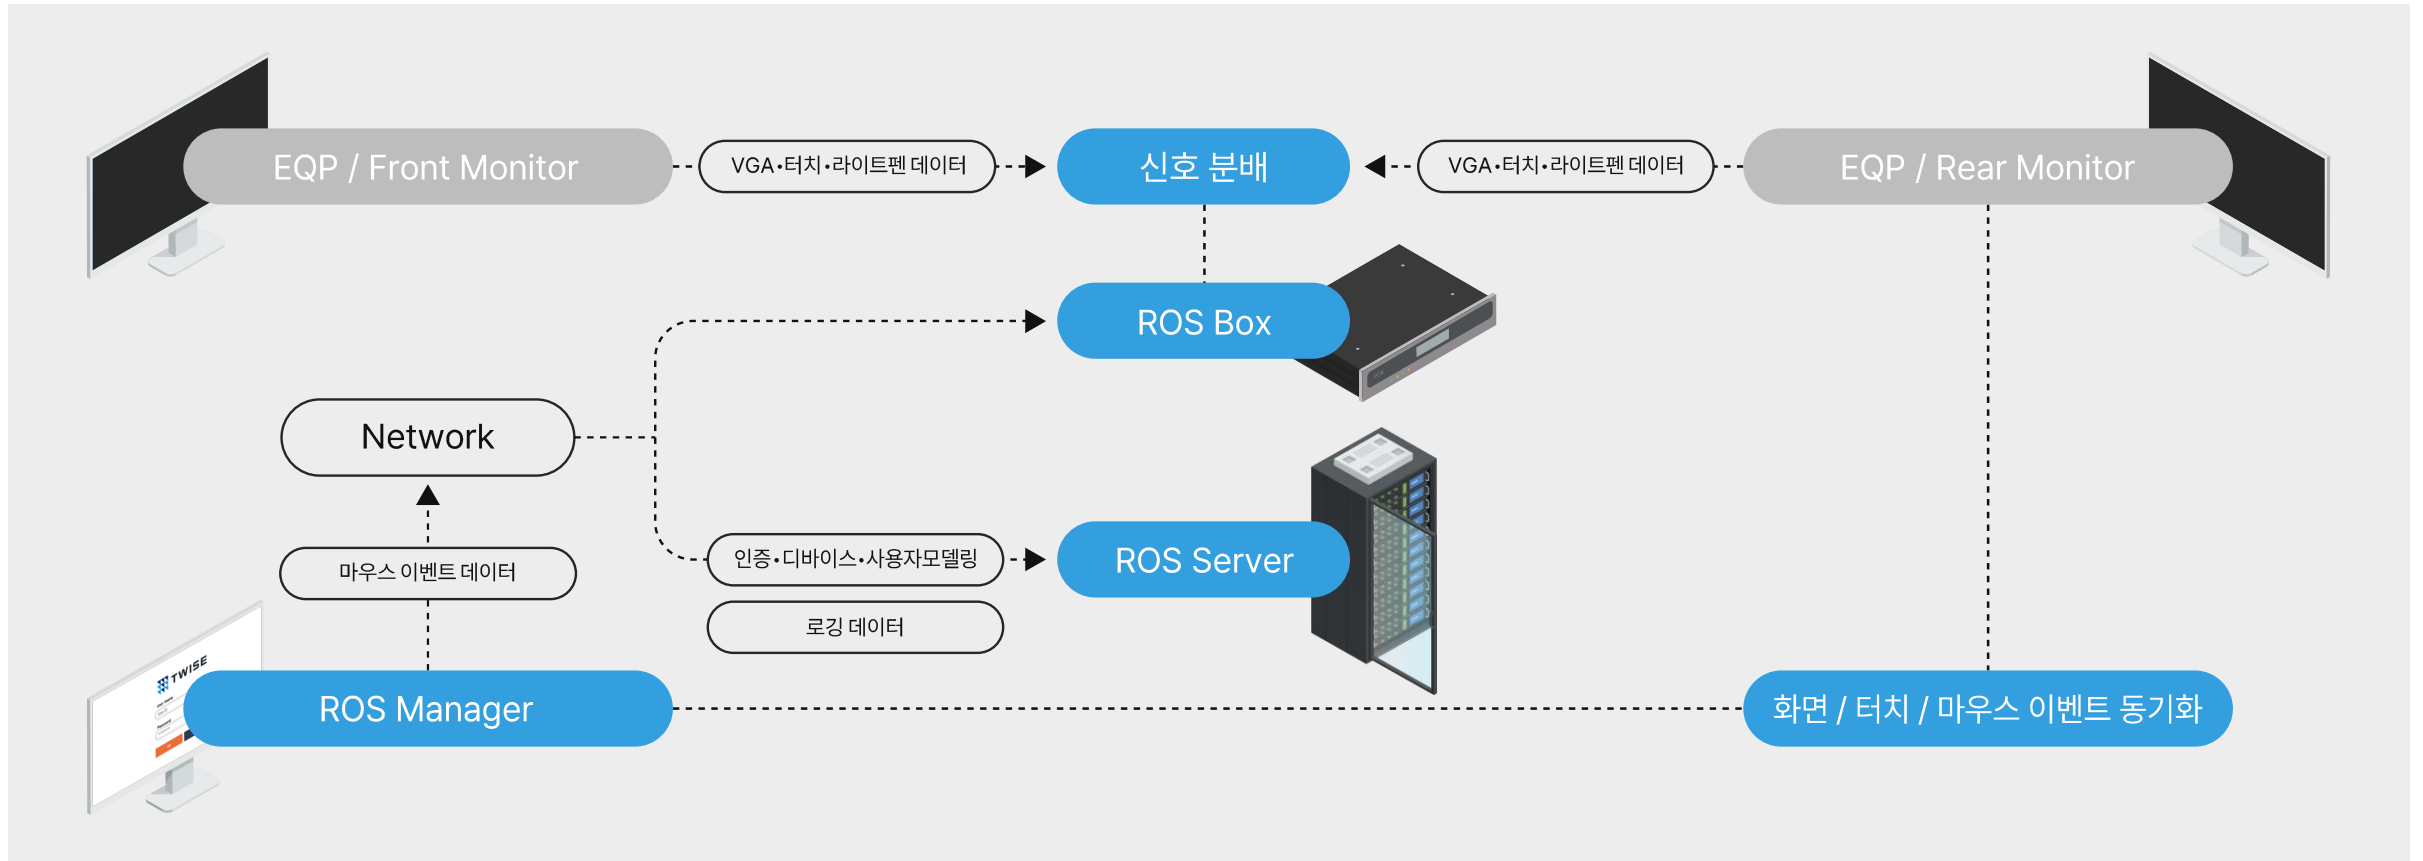 EQP / Front Monitor
VGA•터치•라이트펜 데이터
신호 분배
VGA•터치•라이트펜 데이터
EQP / Rear Monitor
ROS Box
Network
마우스 이벤트 데이터
인증•디바이스•사용자모델링
ROS Server
로깅 데이터
TWISE
ROS Manager
화면 / 터치 / 마우스 이벤트 동기화